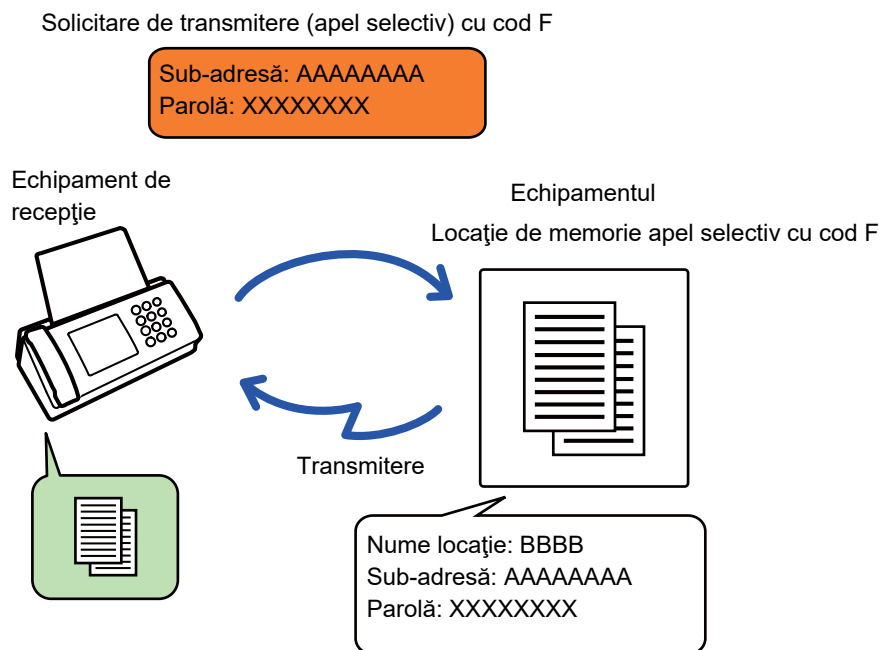 Solicitare de transmitere (apel selectiv) cu cod F
Sub-adresă: AAAAAAAA
Parolă: XXXXXXXX
Echipament de
recepţie
Echipamentul
Locaţie de memorie apel selectiv cu cod F
Transmitere
Nume locaţie: BBBB
Sub-adresă: AAAAAAAA
Parolă: XXXXXXXX